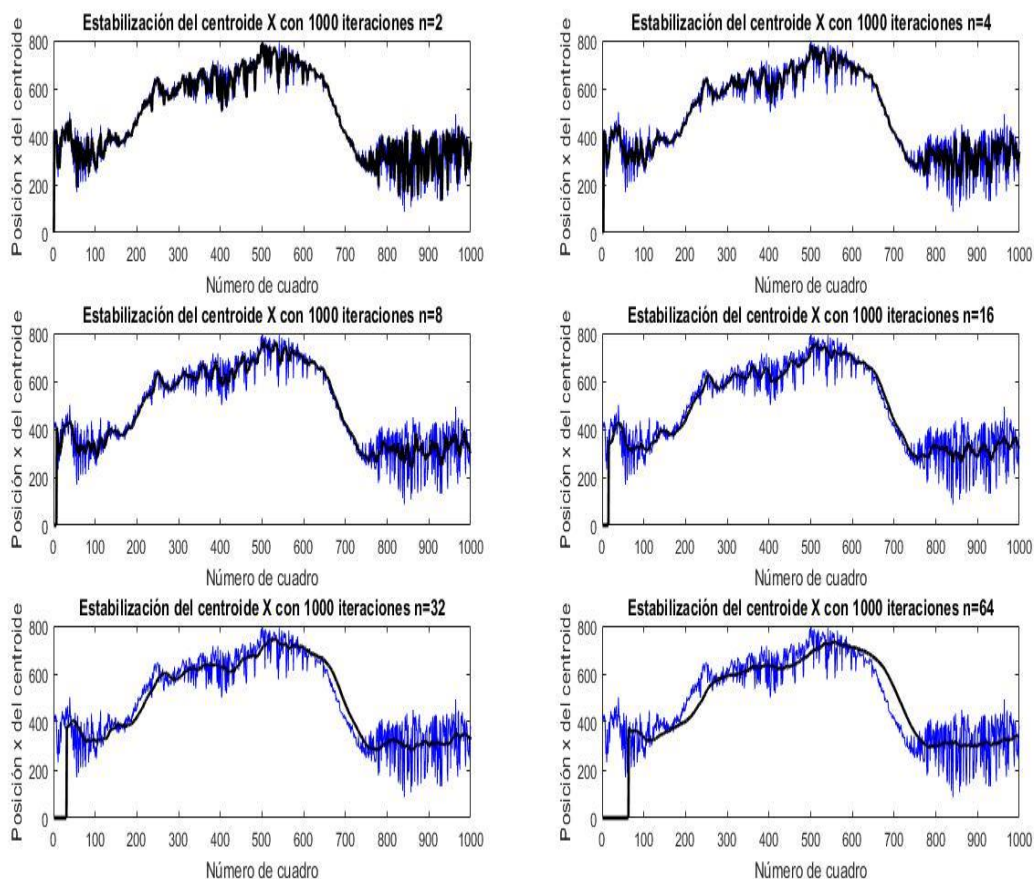 Estabilización del centroide X con 1000 iteraciones n=2
Posición x del centroide
800
600
400
200
0
0 100 200 300 400 500 600 700 800 900 1000
Número de cuadro
Estabilización del centroide X con 1000 iteraciones n=4
Posición x del centroide
800
600
400
200
0
0 100 200 300 400 500 600 700 800 900 1000
Número de cuadro
Estabilización del centroide X con 1000 iteraciones n=8
Posición x del centroide
800
600
400
200
0
0 100 200 300 400 500 600 700 800 900 1000
Número de cuadro
Estabilización del centroide X con 1000 iteraciones n=16
Posición x del centroide
800
600
400
200
0
0 100 200 300 400 500 600 700 800 900 1000
Número de cuadro
Estabilización del centroide X con 1000 iteraciones n=32
Posición x del centroide
800
600
400
200
0
0 100 200 300 400 500 600 700 800 900 1000
Número de cuadro
Estabilización del centroide X con 1000 iteraciones n=64
Posición x del centroide
800
600
400
200
0
0 100 200 300 400 500 600 700 800 900 1000
Número de cuadro